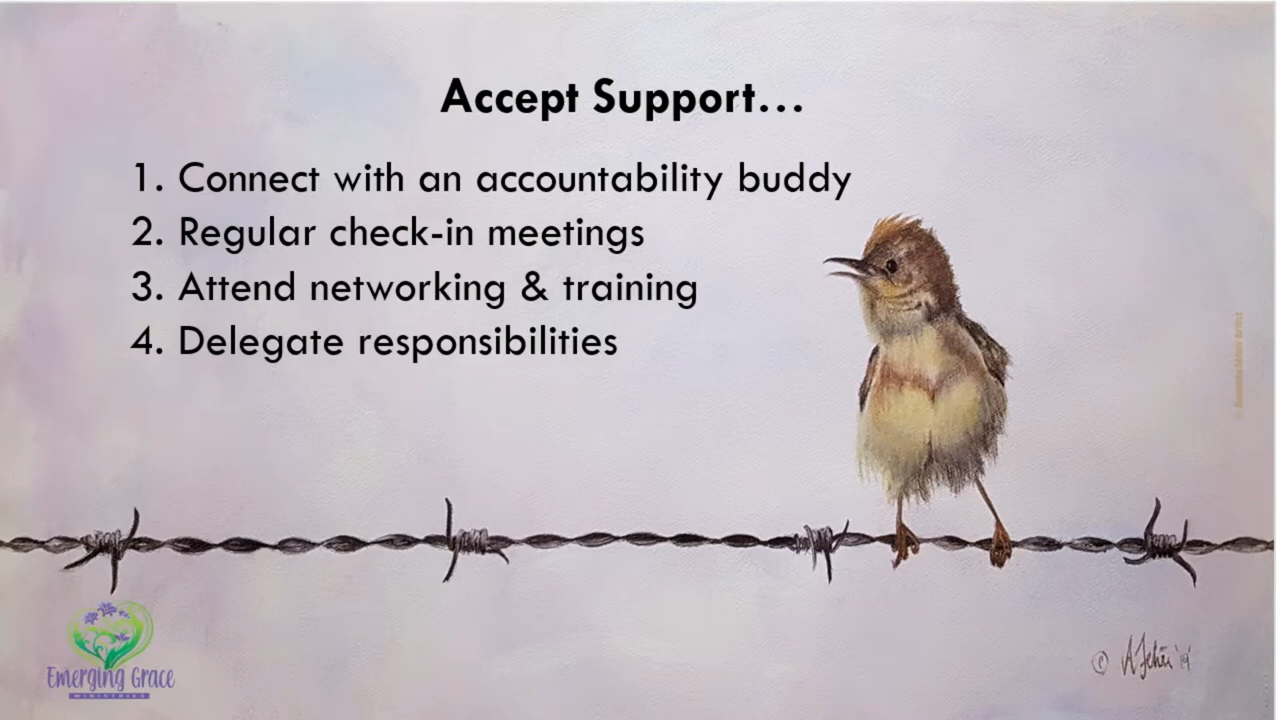 Accept Support...
1. Connect with an accountability buddy
2. Regular check-in meetings
3. Attend networking & training
4. Delegate responsibilities
Emerging Grace
MINISTRIES
©